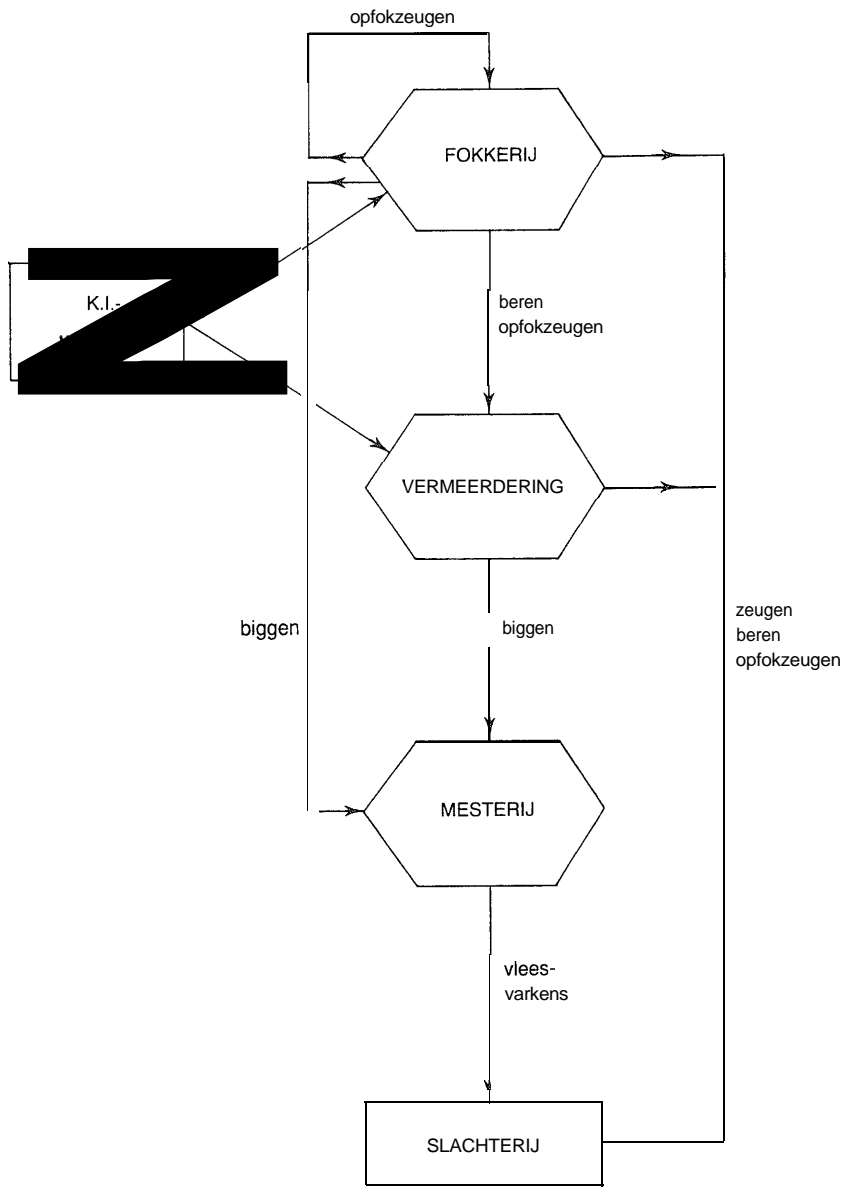 opfokzeugen
FOKKERIJ
K.I.-
beren
opfokzeugen
VERMEERDERING
biggen
biggen
zeugen
beren
opfokzeugen
MESTERIJ
vlees-
varkens
SLACHTERIJ